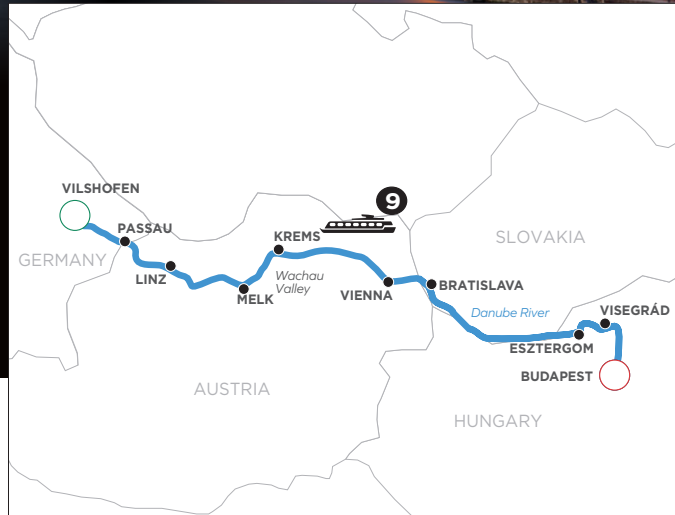 VILSHOFEN
9
PASSAU
KREMS
SLOVAKIA
GERMANY
LINZ
Wachau
Valley
MELK
VIENNA
BRATISLAVA
Danube River
VISEGRÁD
ESZTERGOM
BUDAPEST
AUSTRIA
HUNGARY